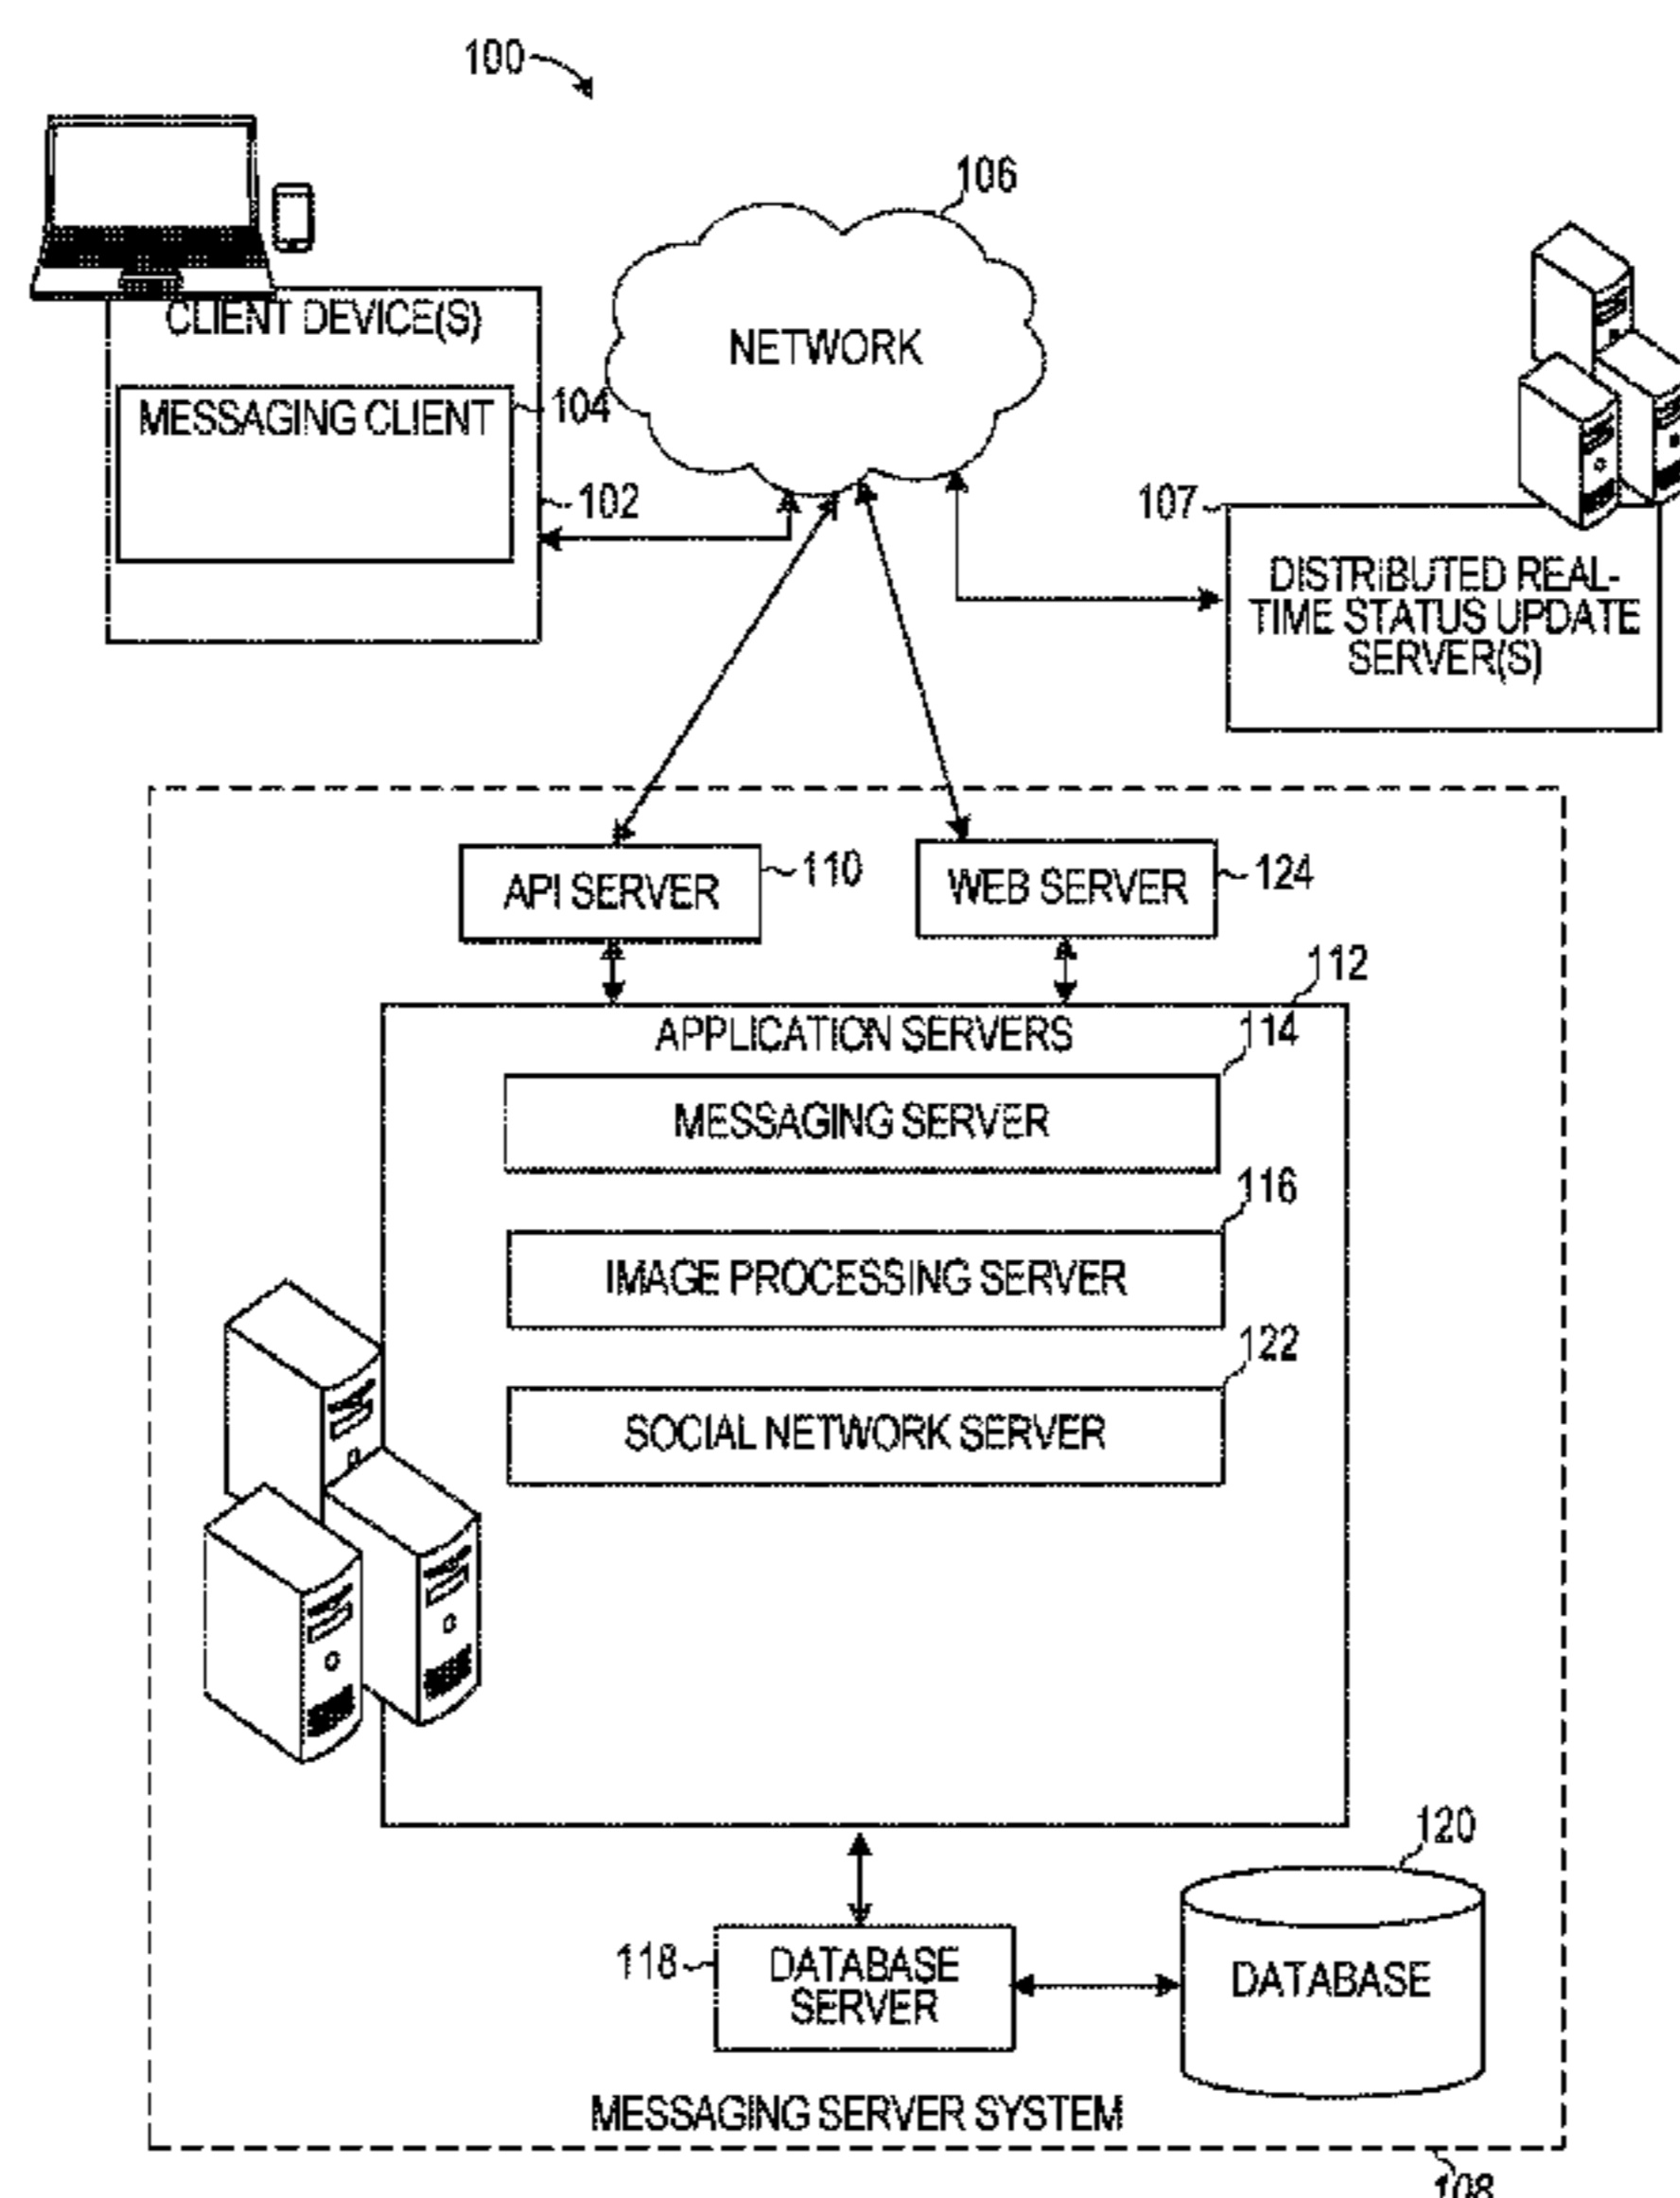 100
106
CLIENT DEVICE(S)
NETWORK
MESSAGING CLIENT
104
102
107
DISTRIBUTED REAL-
TIME STATUS UPDATE
SERVER(S)
API SERVER
110
WEB SERVER
124
112
APPLICATION SERVERS
114
MESSAGING SERVER
116
IMAGE PROCESSING SERVER
122
SOCIAL NETWORK SERVER
120
118
DATABASE
SERVER
DATABASE
MESSAGING SERVER SYSTEM
108